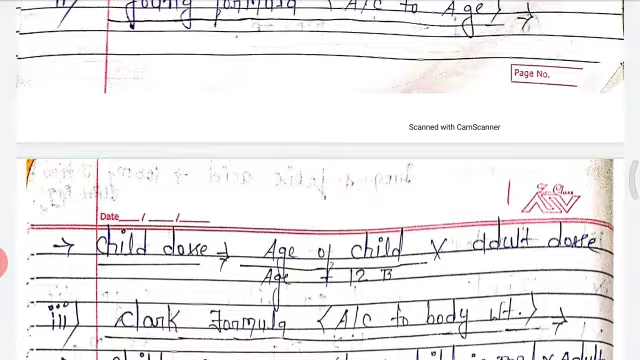 Young formula (A/C to Age) →
Page No.
Scanned with CamScanner
Date / /
→ child dose → Age of child X Adult dose
Age + 12
iii) clark Formula (A/C to body wt.) →